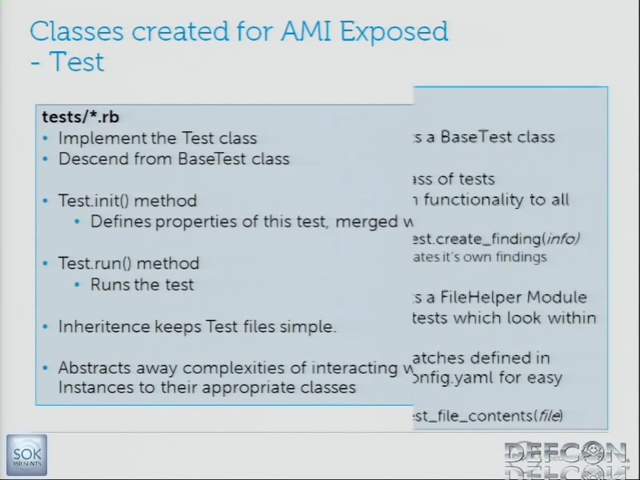 Classes created for AMI Exposed
- Test
tests/*.rb
• Implement the Test class
• Descend from BaseTest class
• Test.init() method
• Defines properties of this test, merged w
• Test.run() method
• Runs the test
• Inheritence keeps Test files simple.
• Abstracts away complexities of interacting w
Instances to their appropriate classes
s a BaseTest class
ass of tests
functionality to all
est.create_finding(info)
ates it's own findings
s a FileHelper Module
tests which look within
atches defined in
onfig.yaml for easy
est_file_contents(file)
SOK
PRESENTS
DEFCON